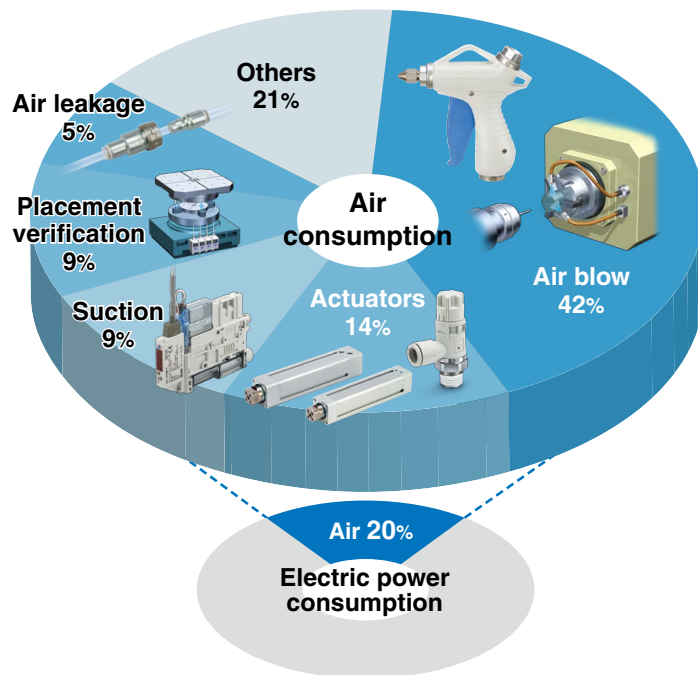 Others
21%
Air leakage
5%
Placement
verification
9%
Suction
9%
Actuators
14%
Air blow
42%
Air
consumption
Air 20%
Electric power
consumption